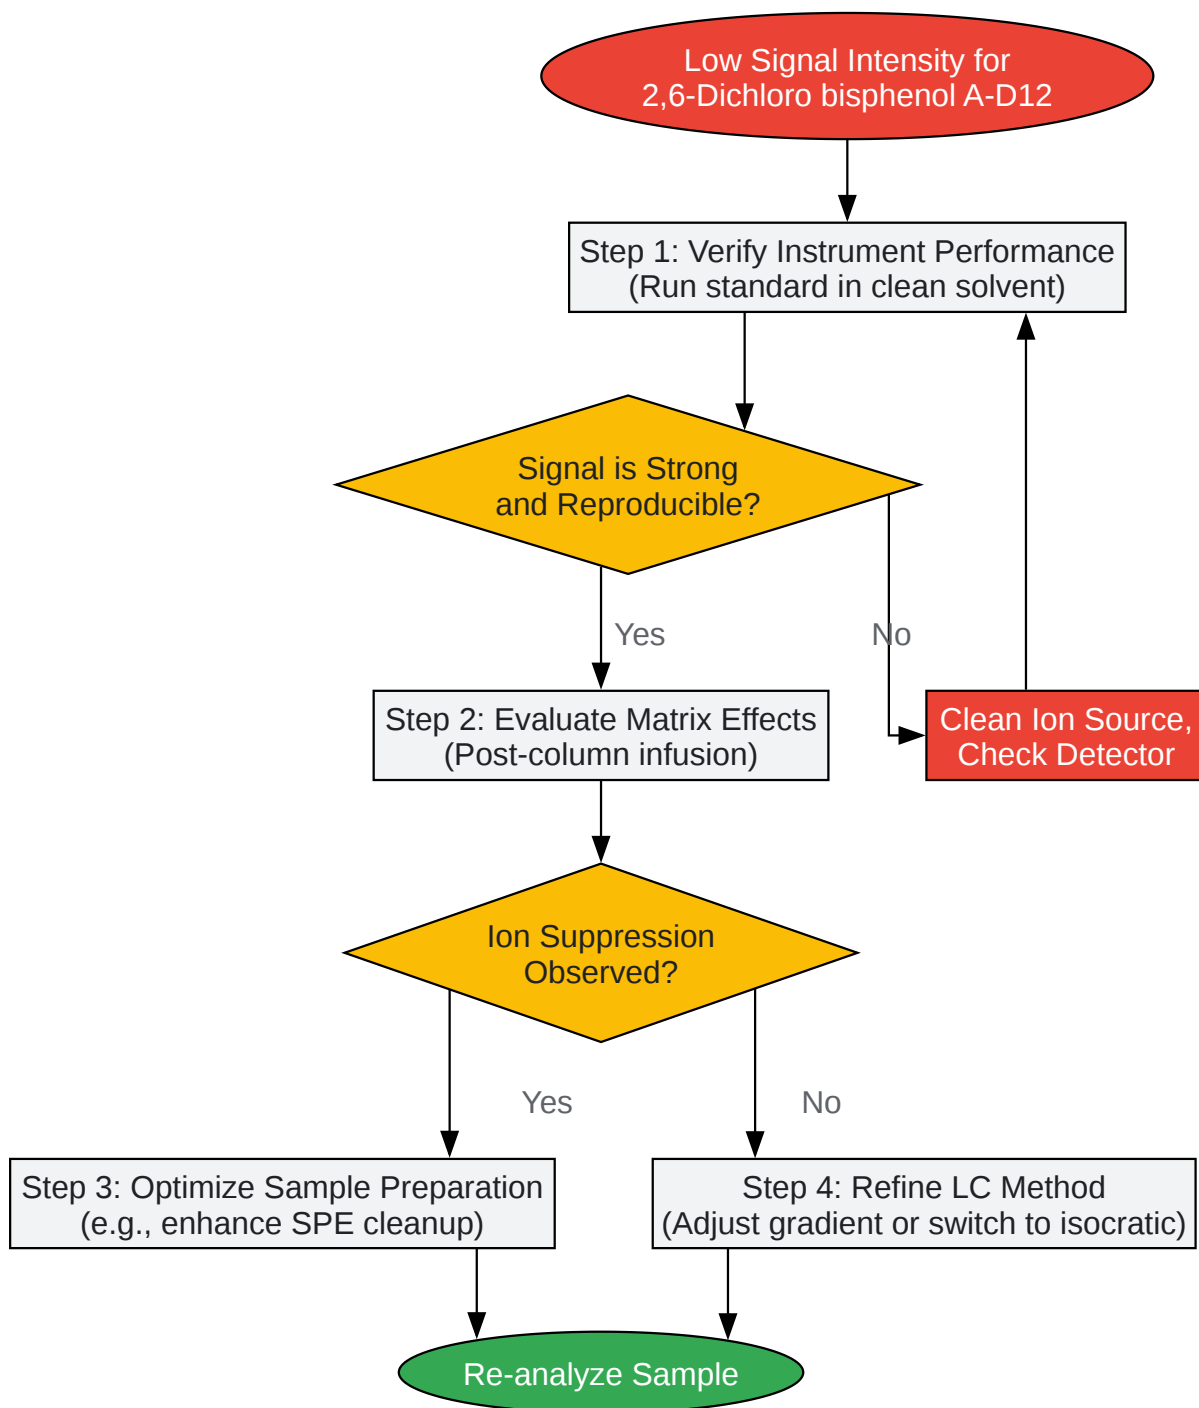 Low Signal Intensity for
2,6-Dichloro bisphenol A-D12
Step 1: Verify Instrument Performance
(Run standard in clean solvent)
Signal is Strong
and Reproducible?
Yes
No
Step 2: Evaluate Matrix Effects
(Post-column infusion)
Clean Ion Source,
Check Detector
Ion Suppression
Observed?
Yes
No
Step 3: Optimize Sample Preparation
(e.g., enhance SPE cleanup)
Step 4: Refine LC Method
(Adjust gradient or switch to isocratic)
Re-analyze Sample